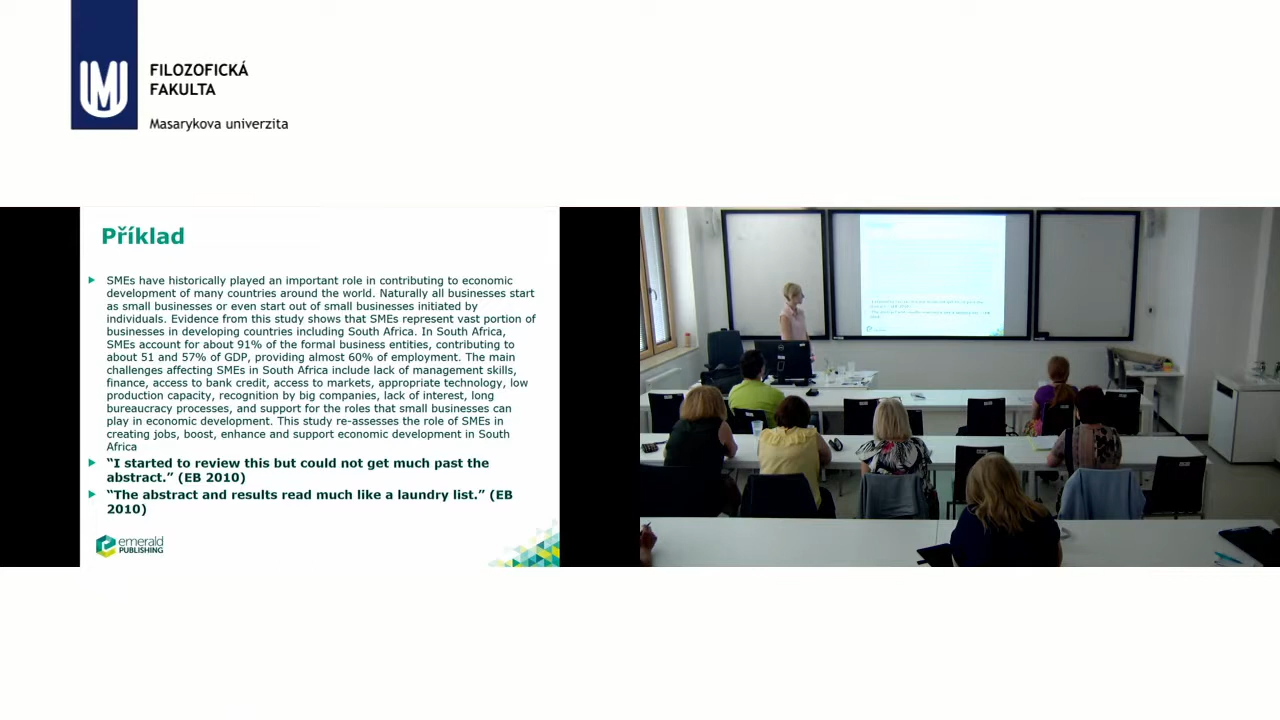 FILOZOFICKÁ
FAKULTA
Masarykova univerzita
Příklad
SMEs have historically played an important role in contributing to economic
development of many countries around the world. Naturally all businesses start
as small businesses or even start out of small businesses initiated by
individuals. Evidence from this study shows that SMEs represent vast portion of
businesses in developing countries including South Africa. In South Africa,
SMEs account for about 91% of the formal business entities, contributing to
about 51 and 57% of GDP, providing almost 60% of employment. The main
challenges affecting SMEs in South Africa include lack of management skills,
finance, access to bank credit, access to markets, appropriate technology, low
production capacity, recognition by big companies, lack of interest, long
bureaucracy processes, and support for the roles that small businesses can
play in economic development. This study re-assesses the role of SMEs in
creating jobs, boost, enhance and support economic development in South
Africa
“I started to review this but could not get much past the
abstract.” (EB 2010)
“The abstract and results read much like a laundry list.” (EB
2010)
emerald
PUBLISHING